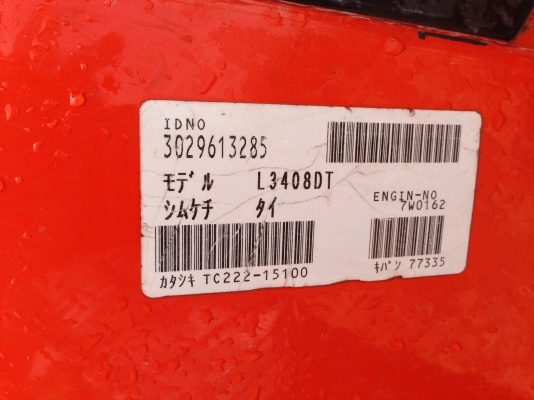 IDNO
3029613285
ﾓﾃﾞﾙ L3408DT
ｼﾑｹﾁ ﾀｲ
ENGIN-NO
7W0162
ｶﾀｼｷ TC222-15100
ｷﾊﾞﾝ 77335